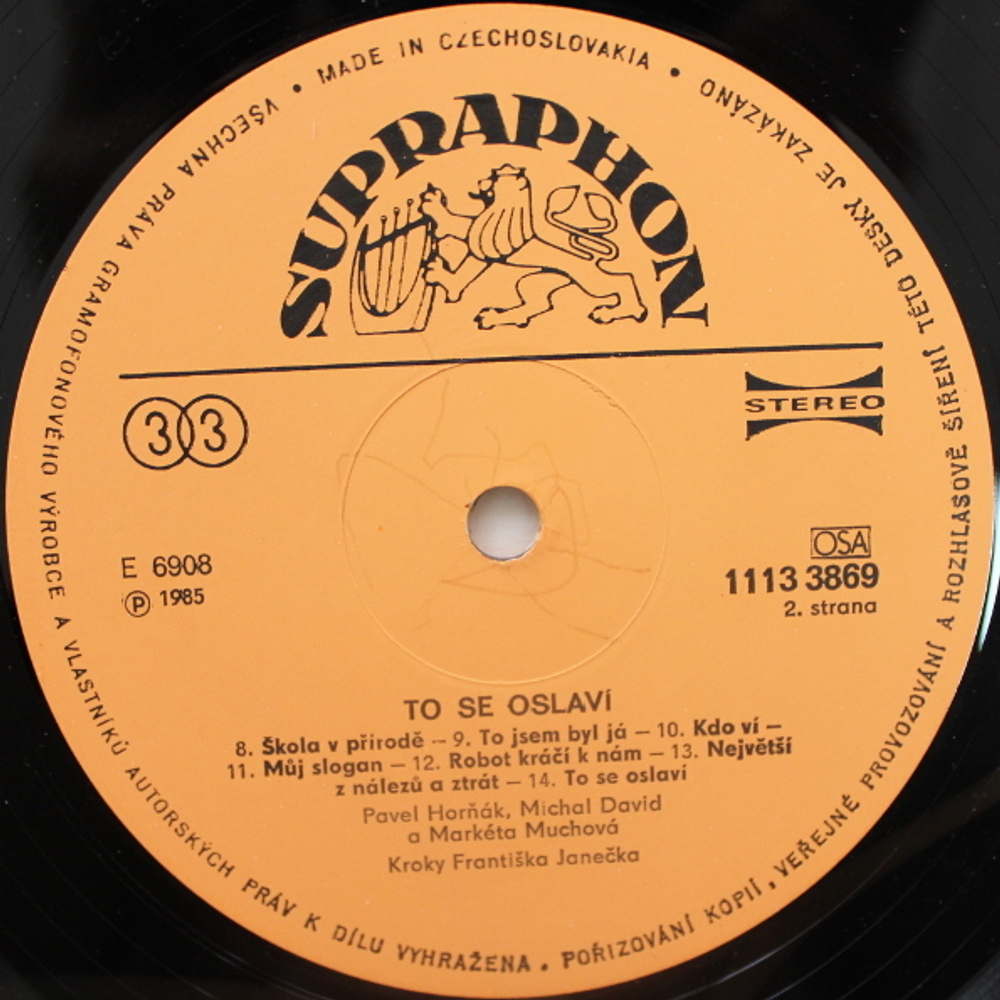 • MADE IN CZECHOSLOVAKIA •
VŠECHNA PRÁVA GRAMOFONOVÉHO VÝROBCE A VLASTNÍKŮ AUTORSKÝCH PRÁV K DÍLU VYHRAŽENA. POŘIZOVÁNÍ KOPIÍ, VEŘEJNÉ PROVOZOVÁNÍ A ROZHLASOVÉ ŠÍŘENÍ TÉTO DESKY JE ZAKÁZÁNO
SUPRAPHON
33
STEREO
OSA
E 6908
1113 3869
Ⓟ 1985
2. strana
TO SE OSLAVÍ
8. Škola v přírodě – 9. To jsem byl já – 10. Kdo ví –
11. Můj slogan – 12. Robot kráčí k nám – 13. Největší
z nálezů a ztrát – 14. To se oslaví
Pavel Horňák, Michal David
a Markéta Muchová
Kroky Františka Janečka